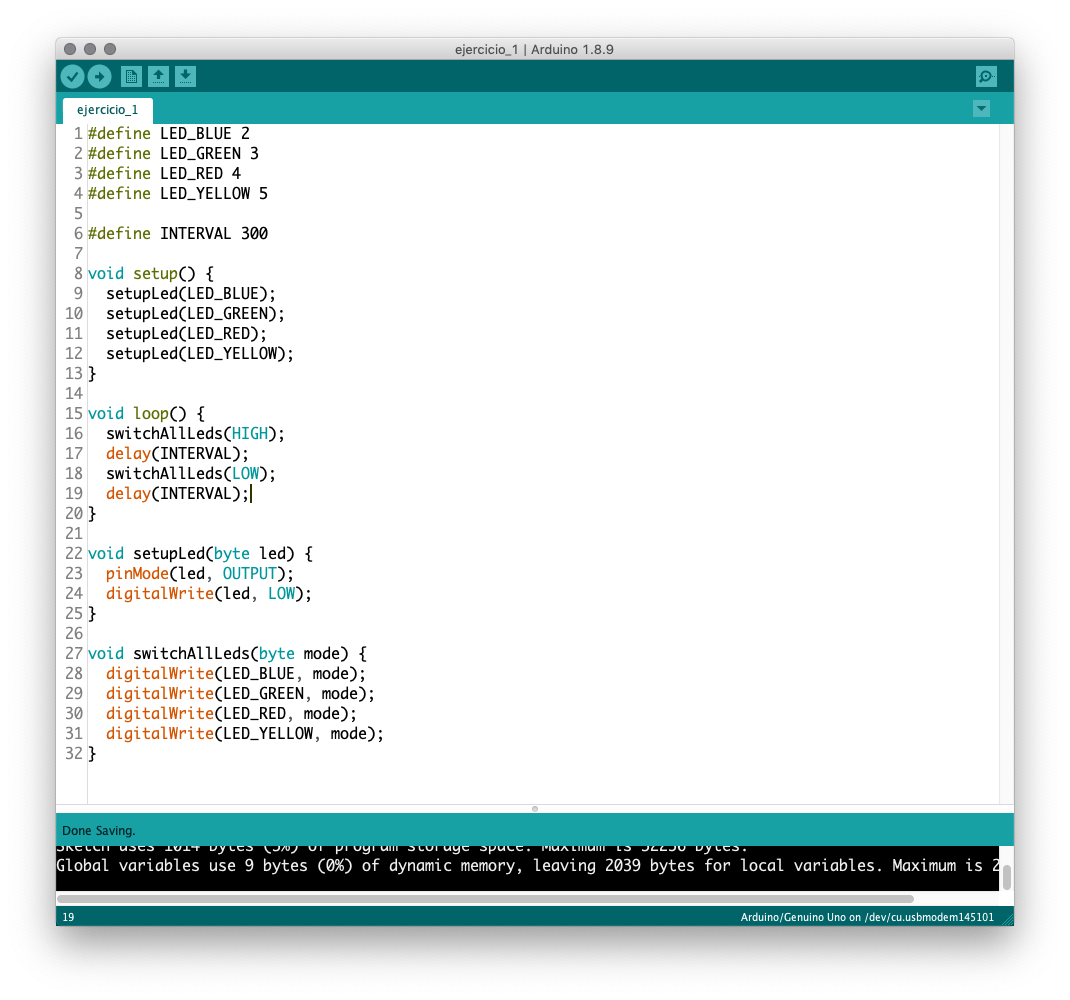 ejercicio_1 | Arduino 1.8.9
ejercicio_1
1 #define LED_BLUE 2
2 #define LED_GREEN 3
3 #define LED_RED 4
4 #define LED_YELLOW 5
5
6 #define INTERVAL 300
7
8 void setup() {
9   setupLed(LED_BLUE);
10   setupLed(LED_GREEN);
11   setupLed(LED_RED);
12   setupLed(LED_YELLOW);
13 }
14
15 void loop() {
16   switchAllLeds(HIGH);
17   delay(INTERVAL);
18   switchAllLeds(LOW);
19   delay(INTERVAL);
20 }
21
22 void setupLed(byte led) {
23   pinMode(led, OUTPUT);
24   digitalWrite(led, LOW);
25 }
26
27 void switchAllLeds(byte mode) {
28   digitalWrite(LED_BLUE, mode);
29   digitalWrite(LED_GREEN, mode);
30   digitalWrite(LED_RED, mode);
31   digitalWrite(LED_YELLOW, mode);
32 }
Done Saving.
Sketch uses 1014 bytes (3%) of program storage space. Maximum is 32256 bytes.
Global variables use 9 bytes (0%) of dynamic memory, leaving 2039 bytes for local variables. Maximum is 2
19
Arduino/Genuino Uno on /dev/cu.usbmodem145101